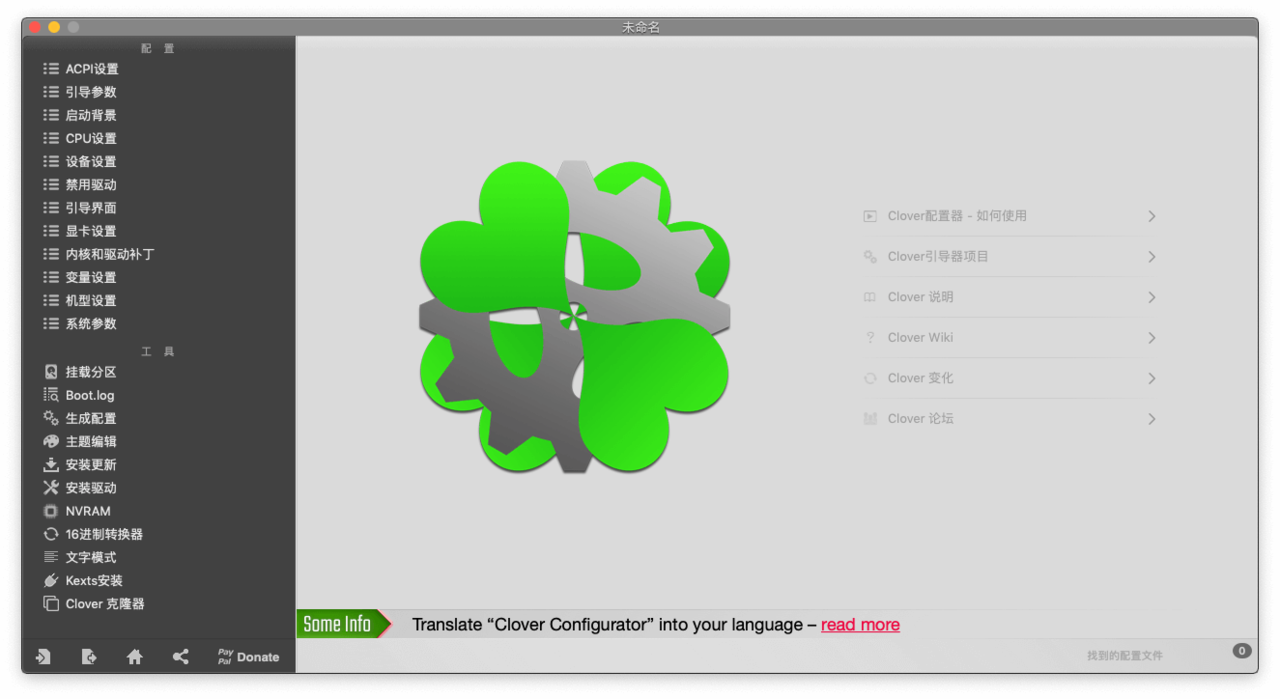 未命名
配 置
ACPI设置
引导参数
启动背景
CPU设置
设备设置
禁用驱动
引导界面
显卡设置
内核和驱动补丁
变量设置
机型设置
系统参数
工 具
挂载分区
Boot.log
生成配置
主题编辑
安装更新
安装驱动
NVRAM
16进制转换器
文字模式
Kexts安装
Clover 克隆器
Pay
Pal Donate
Clover配置器 - 如何使用
Clover引导器项目
Clover 说明
? Clover Wiki
Clover 变化
Clover 论坛
Some Info Translate “Clover Configurator” into your language – read more
找到的配置文件 0